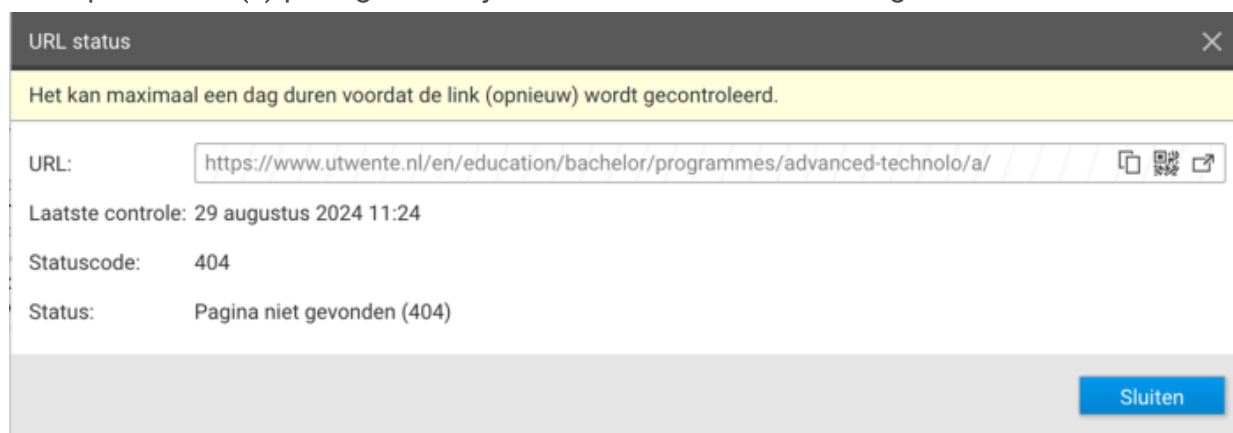 URL status
Het kan maximaal een dag duren voordat de link (opnieuw) wordt gecontroleerd.
URL: https://www.utwente.nl/en/education/bachelor/programmes/advanced-technolo/a/
Laatste controle: 29 augustus 2024 11:24
Statuscode: 404
Status: Pagina niet gevonden (404)
Sluiten